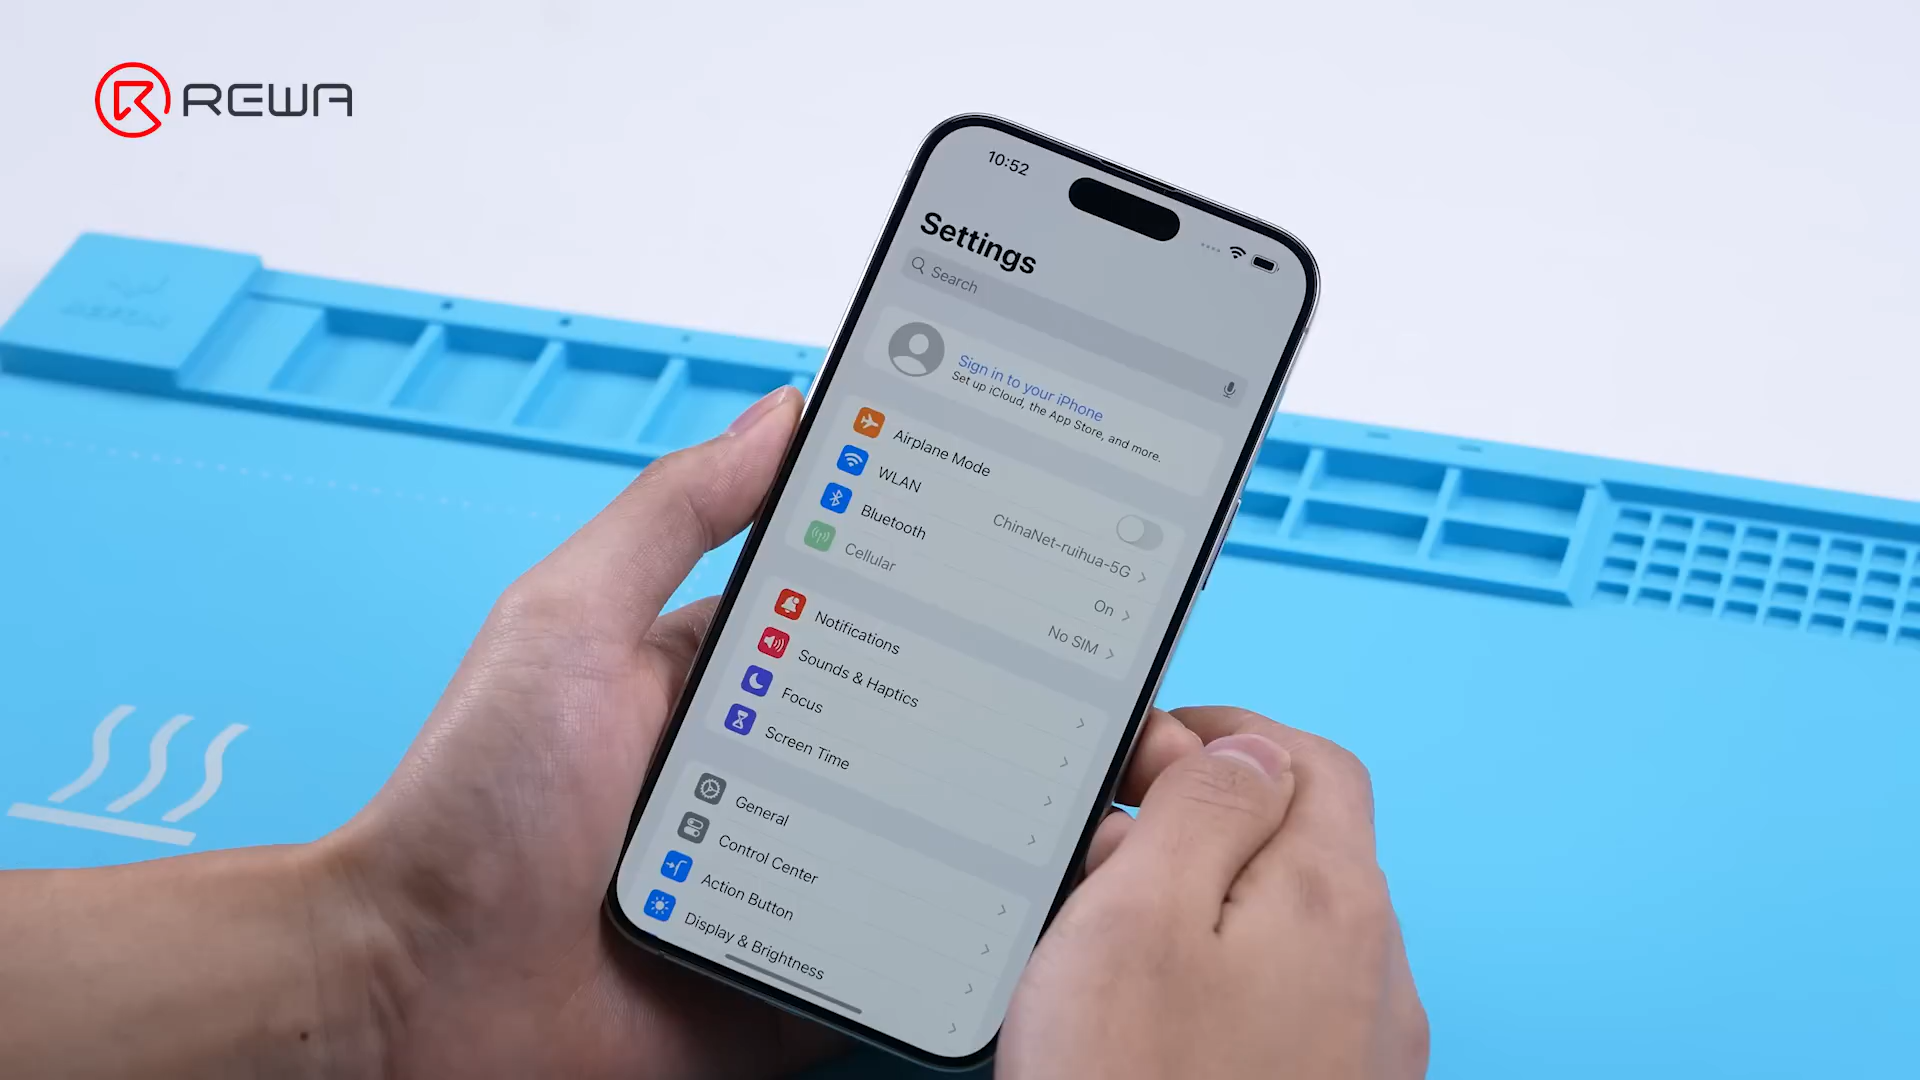 REWA
10:52
Settings
Search
Sign in to your iPhone
Set up iCloud, the App Store, and more.
Airplane Mode
WLAN
ChinaNet-ruihua-5G
Bluetooth
On
Cellular
No SIM
Notifications
Sounds & Haptics
Focus
Screen Time
General
Control Center
Action Button
Display & Brightness